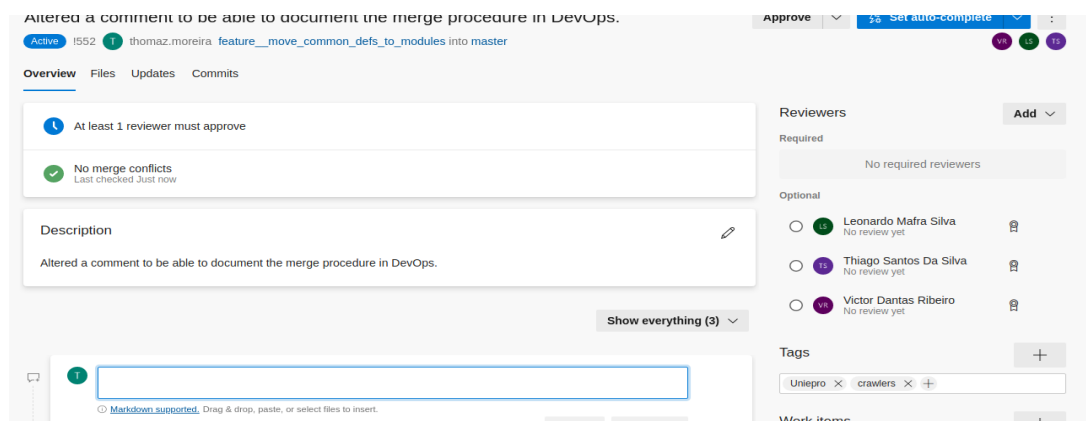 Altered a comment to be able to document the merge procedure in DevOps.
Approve
Set auto-complete
Active !552 T thomaz.moreira feature__move_common_defs_to_modules into master
VR LS TS
Overview Files Updates Commits
At least 1 reviewer must approve
No merge conflicts
Last checked Just now
Description
Altered a comment to be able to document the merge procedure in DevOps.
Show everything (3)
T
Markdown supported. Drag & drop, paste, or select files to insert.
Reviewers
Add
Required
No required reviewers
Optional
LS Leonardo Mafra Silva
No review yet
TS Thiago Santos Da Silva
No review yet
VR Victor Dantas Ribeiro
No review yet
Tags
Uniepro crawlers
Work items